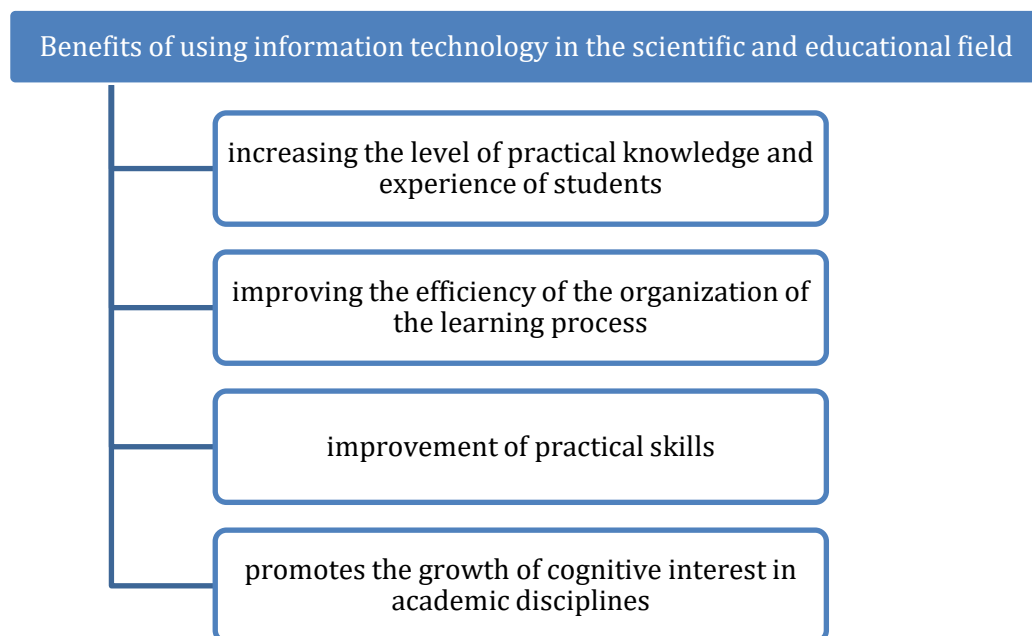 Benefits of using information technology in the scientific and educational field
increasing the level of practical knowledge and
experience of students
improving the efficiency of the organization of
the learning process
improvement of practical skills
promotes the growth of cognitive interest in
academic disciplines